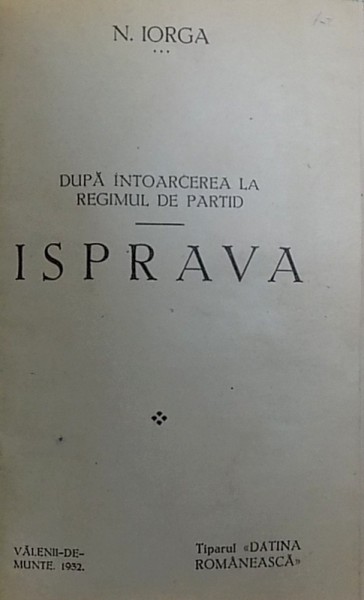 N. IORGA
DUPĂ ÎNTOARCEREA LA
REGIMUL DE PARTID
ISPRAVA
VĂLENII-DE-
MUNTE. 1932.
Tiparul «DATINA
ROMÂNEASCĂ»